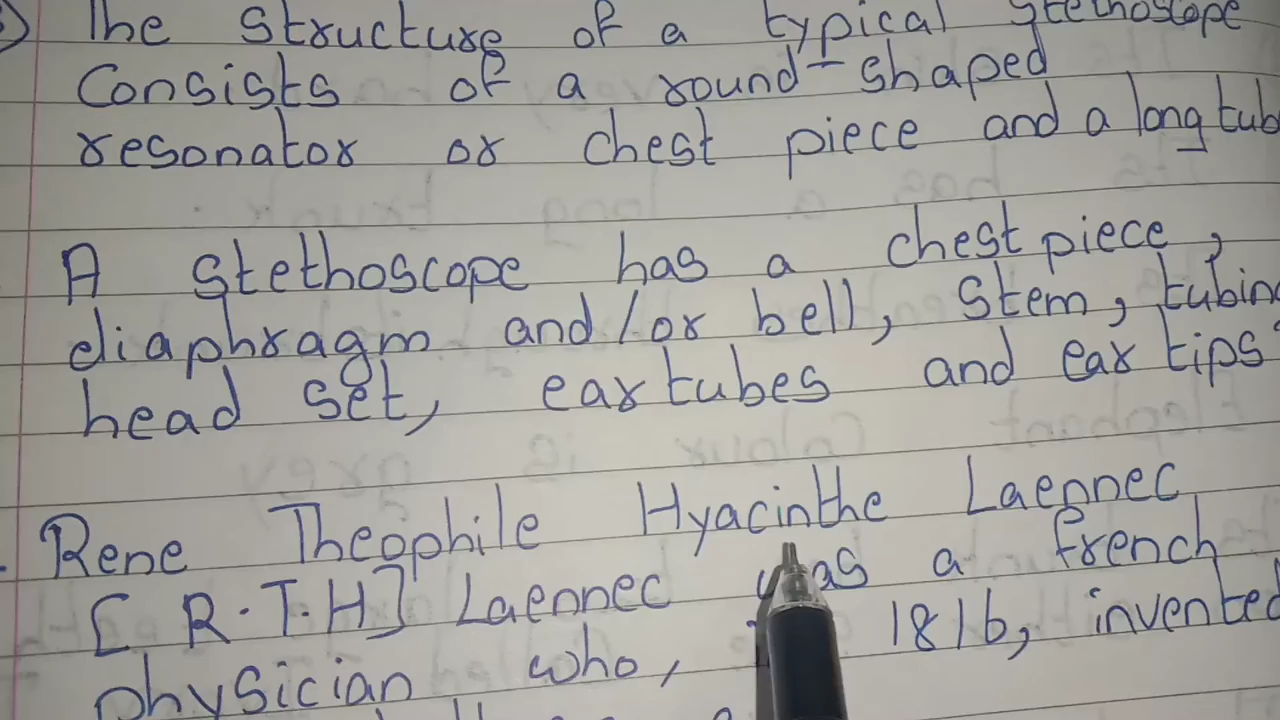 The structure of a typical stethoscope
Consists of a round-shaped
resonator or chest piece and a long tub
A stethoscope has a chest piece,
diaphragm and/or bell, Stem, tubing
head set, ear tubes and ear tips
Rene Theophile Hyacinthe Laennec
[R.T.H] Laennec was a french
physician who, 1816, invented